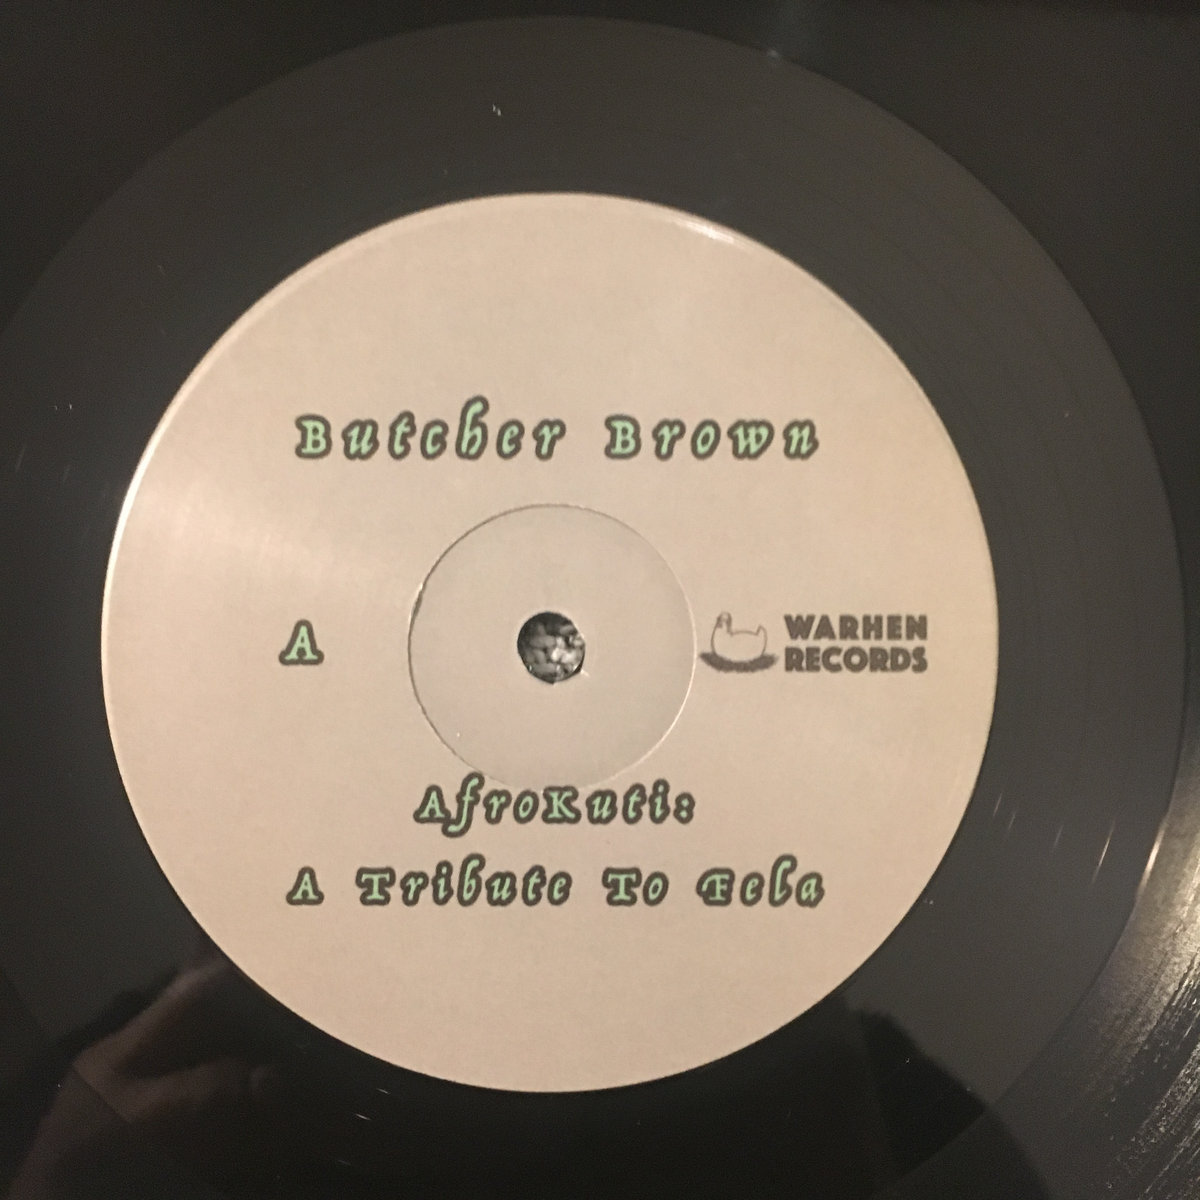 Butcher Brown
A
WARHEN
RECORDS
AfroKuti:
A Tribute To Fela